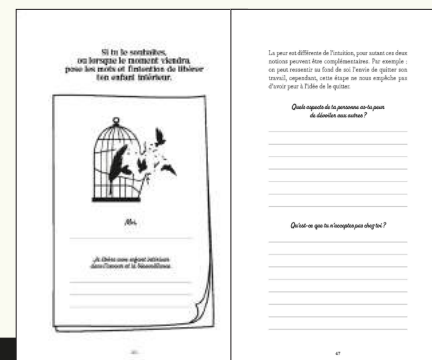 Si tu le souhaites,
ou lorsque le moment viendra,
pose les mots et l'intention de libérer
ton enfant intérieur.
Moi,
Je libère mon enfant intérieur
dans l'amour et la bienveillance.
La peur est différente de l'intuition, pour autant ces deux
notions peuvent être complémentaires. Par exemple :
on peut ressentir au fond de soi l'envie de quitter son
travail, cependant, cette étape ne nous empêche pas
d'avoir peur à l'idée de le quitter.
Quels aspects de ta personne as-tu peur
de dévoiler aux autres ?
Qu'est-ce que tu n'acceptes pas chez toi ?
47